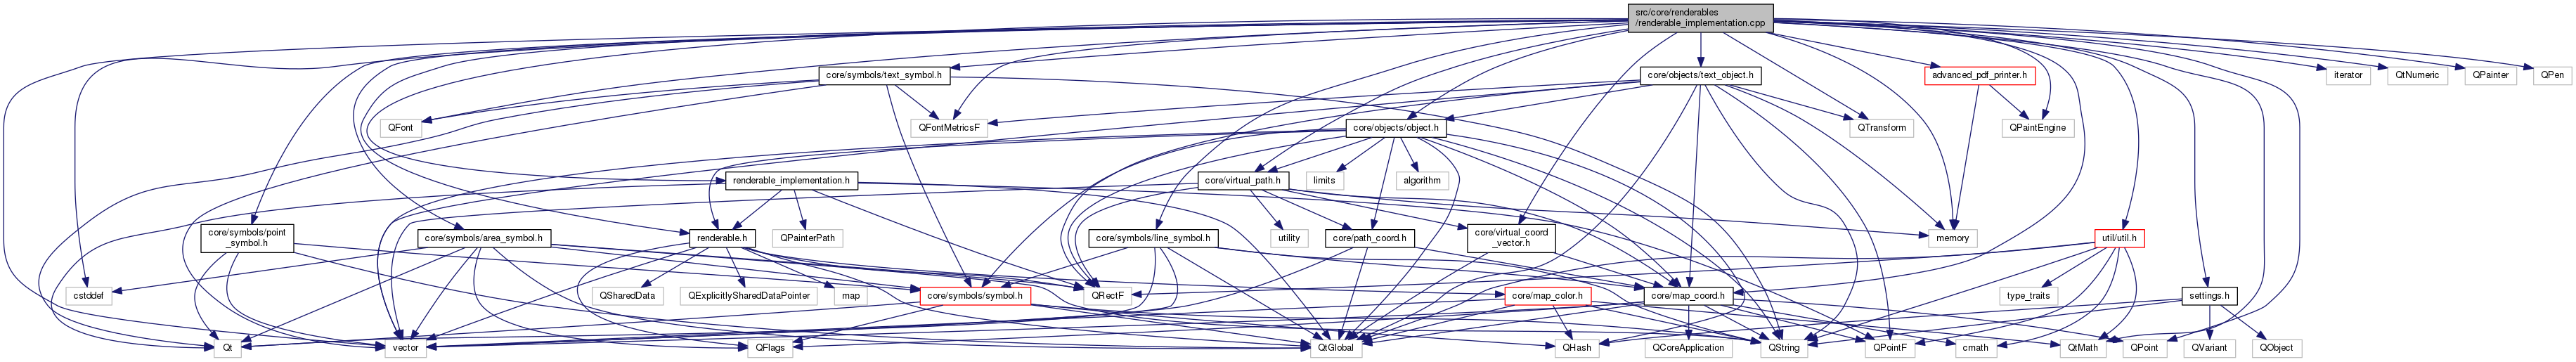 src/core/renderables
/renderable_implementation.cpp
core/symbols/text_symbol.h
core/objects/text_object.h
advanced_pdf_printer.h
iterator
QtNumeric
QPainter
QPen
QFont
QFontMetricsF
core/objects/object.h
QTransform
QPaintEngine
renderable_implementation.h
core/virtual_path.h
limits
algorithm
core/symbols/point
_symbol.h
core/symbols/area_symbol.h
renderable.h
QPainterPath
core/symbols/line_symbol.h
utility
core/path_coord.h
core/virtual_coord
_vector.h
memory
util/util.h
cstddef
QSharedData
QExplicitlySharedDataPointer
map
core/symbols/symbol.h
QRectF
core/map_color.h
core/map_coord.h
type_traits
settings.h
Qt
vector
QFlags
QtGlobal
QHash
QCoreApplication
QString
QPointF
cmath
QtMath
QPoint
QVariant
QObject